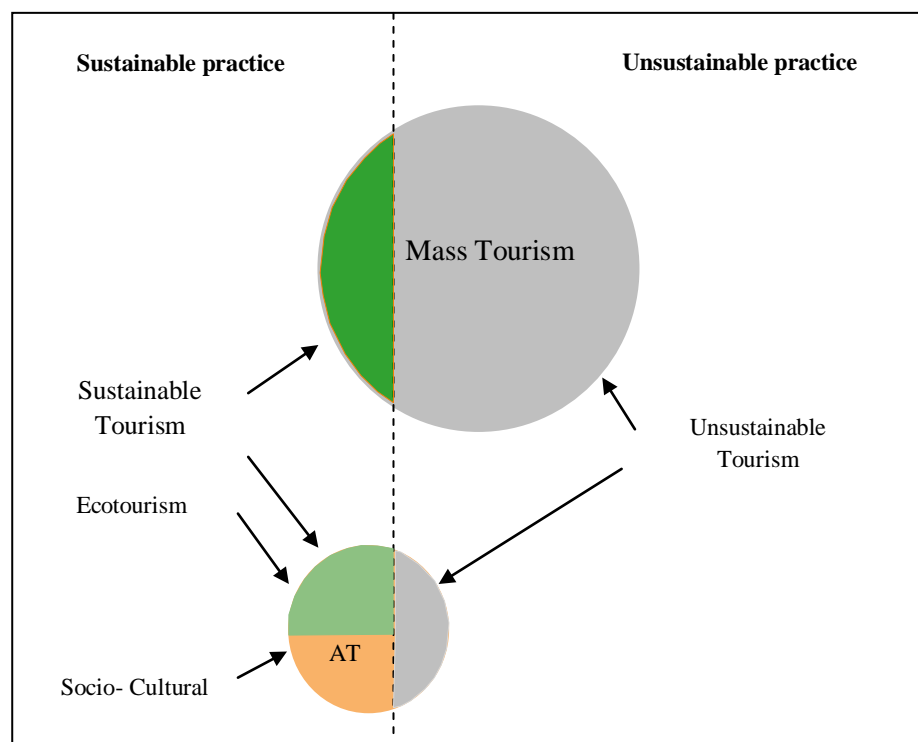 Sustainable practice
Unsustainable practice
Mass Tourism
Sustainable
Tourism
Unsustainable
Tourism
Ecotourism
AT
Socio- Cultural